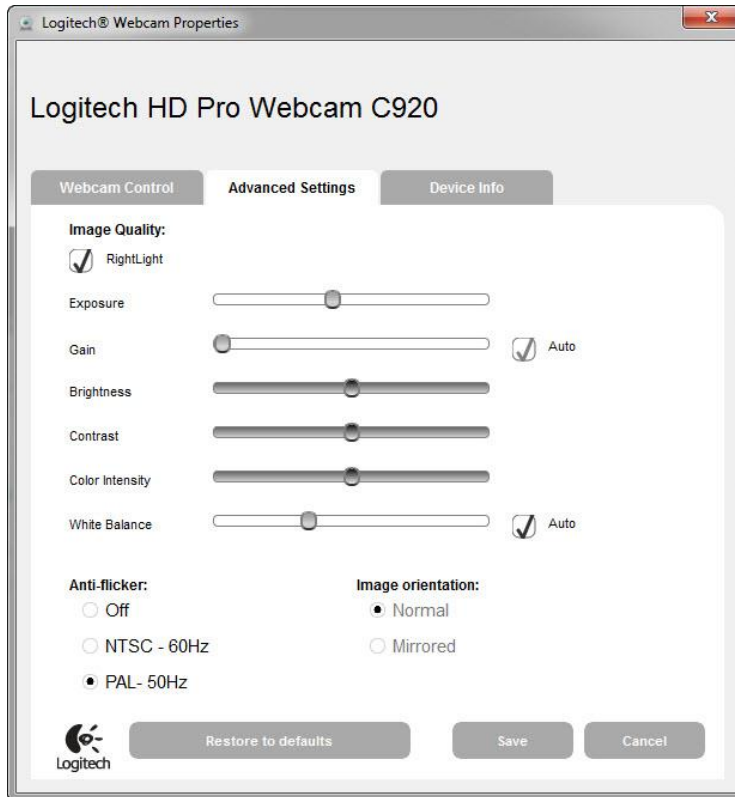 Logitech® Webcam Properties
Logitech HD Pro Webcam C920
Webcam Control Advanced Settings Device Info
Image Quality:
RightLight
Exposure
Gain Auto
Brightness
Contrast
Color Intensity
White Balance Auto
Anti-flicker: Image orientation:
Off Normal
NTSC - 60Hz Mirrored
PAL- 50Hz
Restore to defaults Save Cancel
Logitech